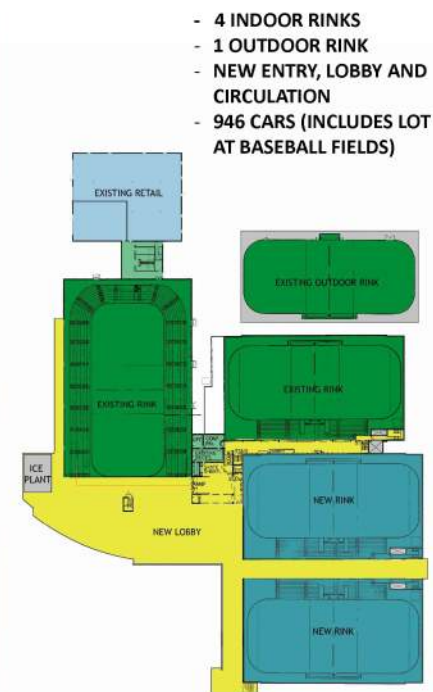 - 4 INDOOR RINKS
- 1 OUTDOOR RINK
- NEW ENTRY, LOBBY AND
CIRCULATION
- 946 CARS (INCLUDES LOT
AT BASEBALL FIELDS)
EXISTING RETAIL
EXISTING OUTDOOR RINK
EXISTING RINK
EXISTING RINK
ICE
PLANT
NEW RINK
NEW LOBBY
NEW RINK